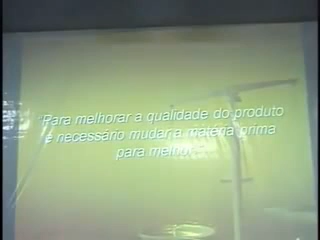 “Para melhorar a qualidade do produto
é necessário mudar a matéria prima
para melhor”